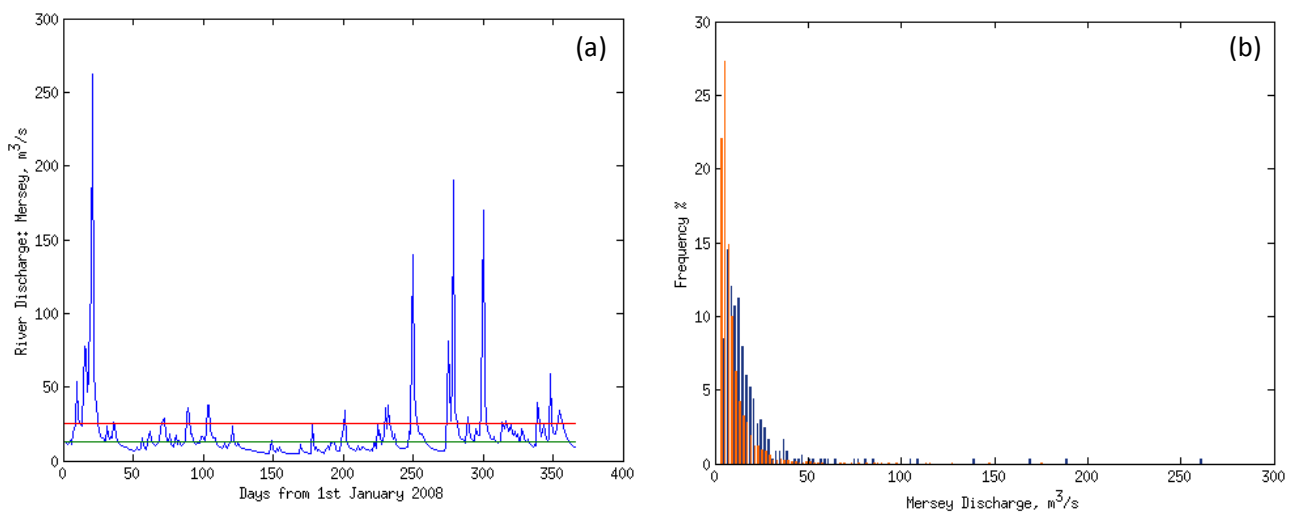 (a)
River Discharge: Mersey, m³/s
300
250
200
150
100
50
0
0 50 100 150 200 250 300 350 400
Days from 1st January 2008
(b)
Frequency %
30
25
20
15
10
5
0
0 50 100 150 200 250 300
Mersey Discharge, m³/s